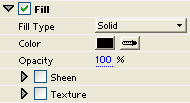 Fill
Fill Type Solid
Color
Opacity 100 %
Sheen
Texture